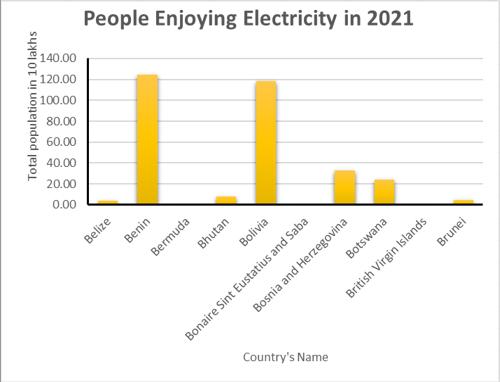 People Enjoying Electricity in 2021
Total population in 10 lakhs
140.00
120.00
100.00
80.00
60.00
40.00
20.00
0.00
Belize
Benin
Bermuda
Bhutan
Bolivia
Bonaire Sint Eustatius and Saba
Bosnia and Herzegovina
Botswana
British Virgin Islands
Brunei
Country's Name